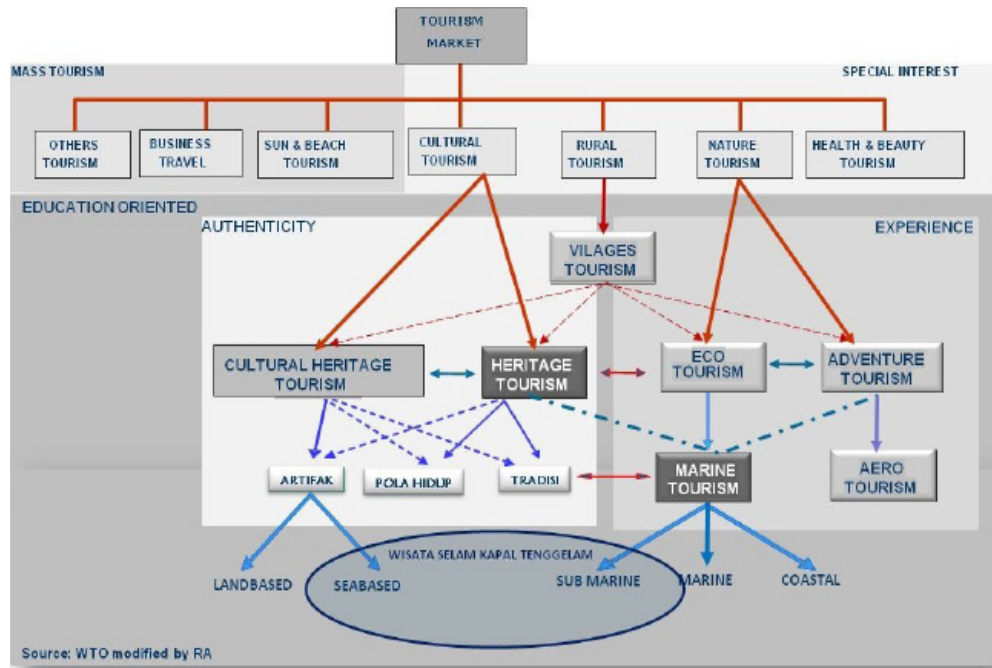 TOURISM
MARKET
MASS TOURISM
SPECIAL INTEREST
OTHERS
TOURISM
BUSINESS
TRAVEL
SUN & BEACH
TOURISM
CULTURAL
TOURISM
RURAL
TOURISM
NATURE
TOURISM
HEALTH & BEAUTY
TOURISM
EDUCATION ORIENTED
AUTHENTICITY
EXPERIENCE
VILAGES
TOURISM
CULTURAL HERITAGE
TOURISM
HERITAGE
TOURISM
ECO
TOURISM
ADVENTURE
TOURISM
ARTIFAK
POLA HIDUP
TRADISI
MARINE
TOURISM
AERO
TOURISM
WISATA SELAM KAPAL TENGGELAM
LANDBASED
SEABASED
SUB MARINE
MARINE
COASTAL
Source: WTO modified by RA